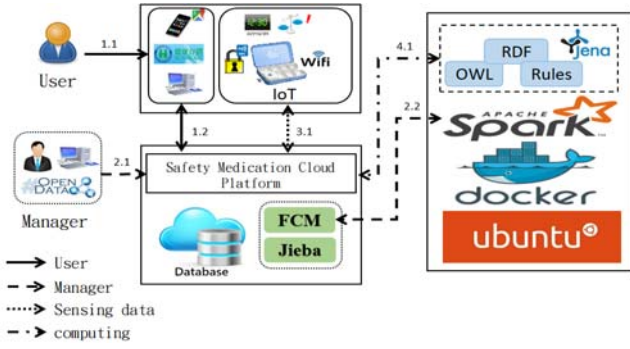 1.1
User
Wifi
IoT
4.1
RDF
jena
OWL
Rules
1.2
3.1
2.2
APACHE
Spark
docker
ubuntu
#OPEN
DATA
2.1
Manager
Safety Medication Cloud
Platform
FCM
Jieba
Database
User
Manager
Sensing data
computing